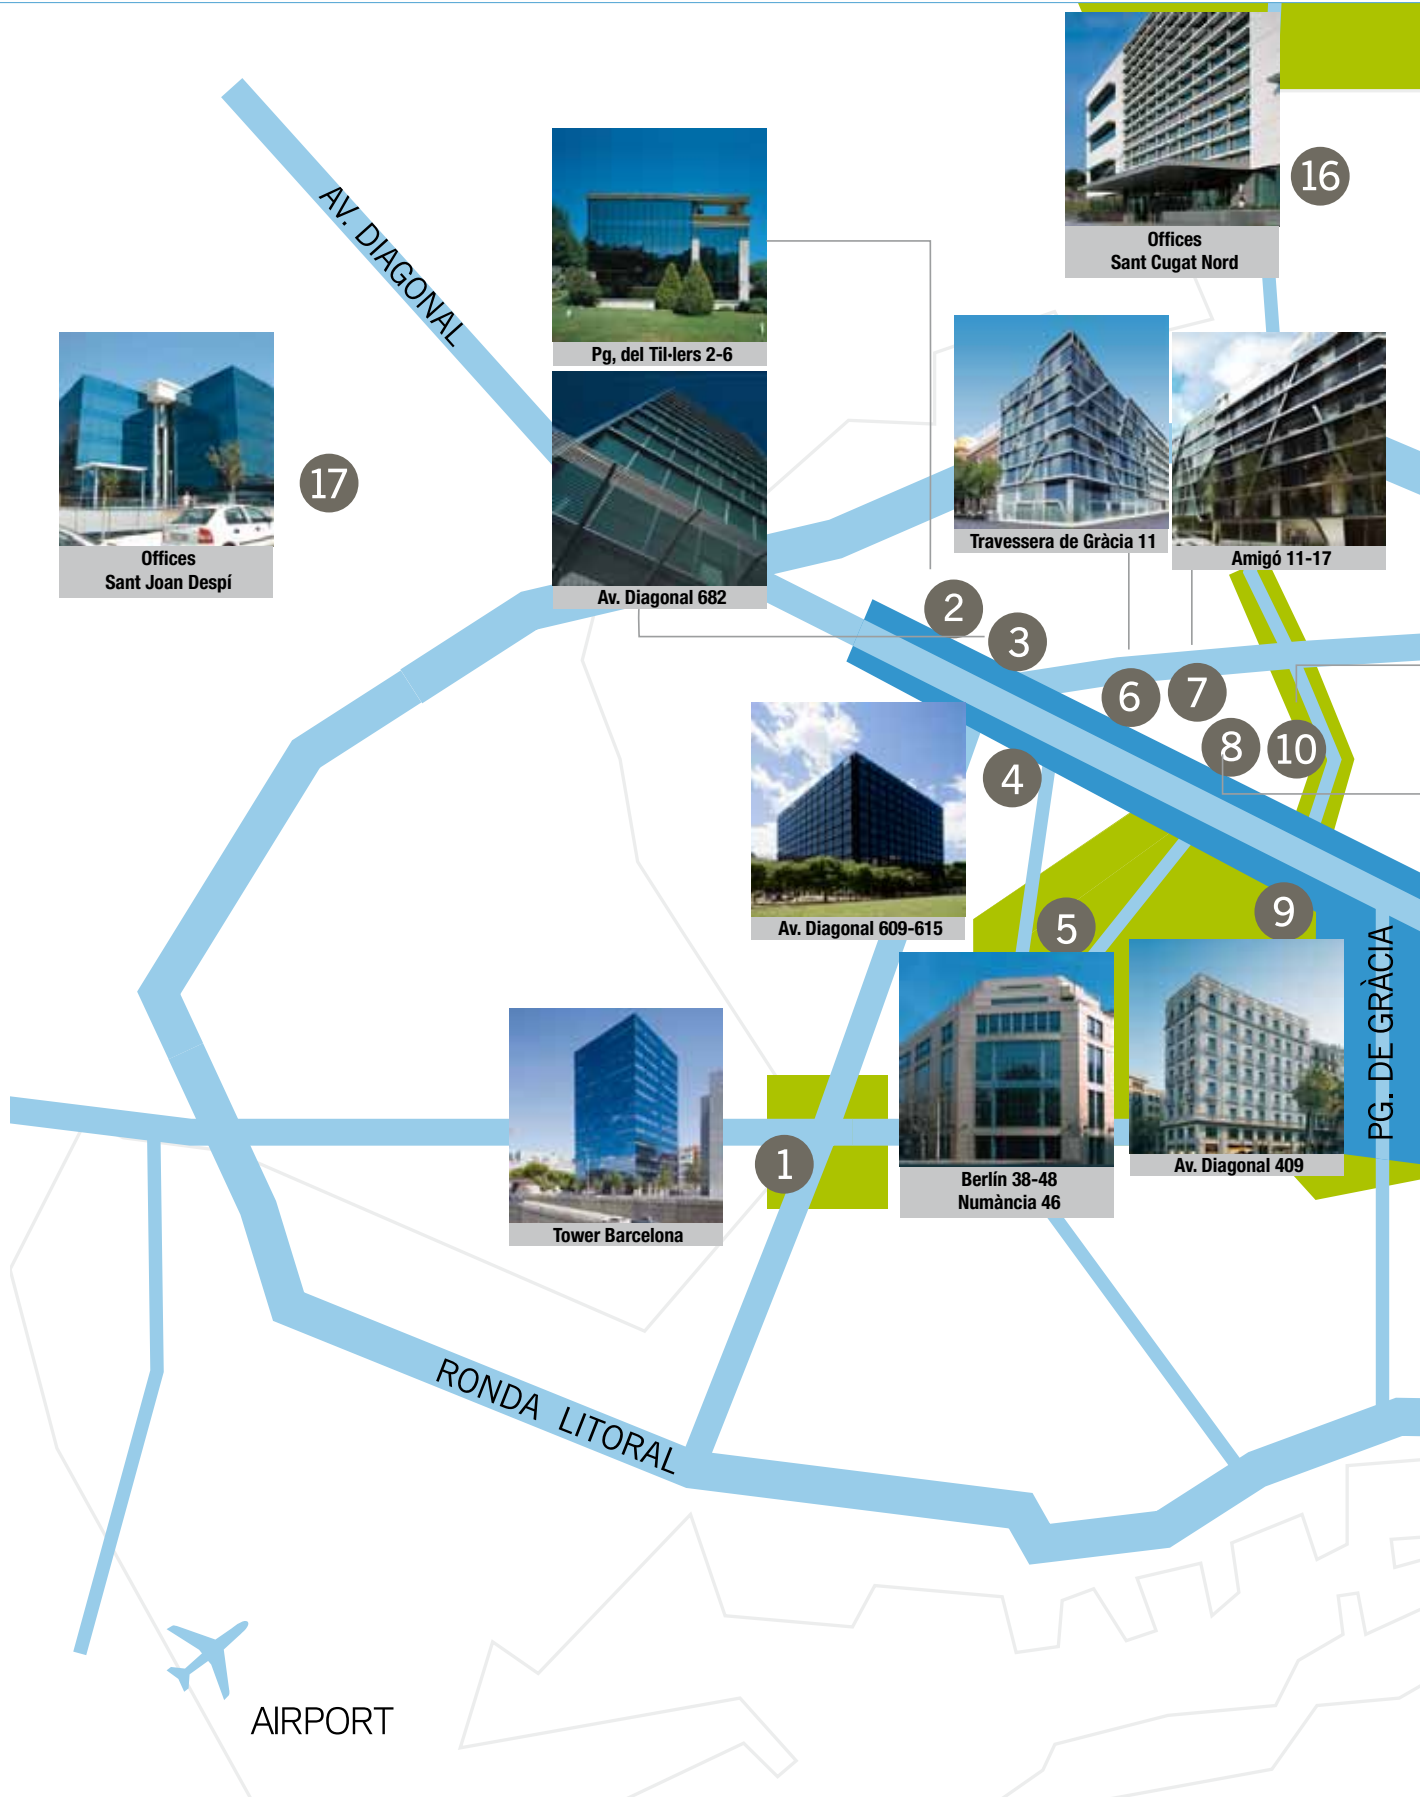 16
Offices
Sant Cugat Nord
AV. DIAGONAL
Pg, del Til·lers 2-6
17
Offices
Sant Joan Despí
Travessera de Gràcia 11
Amigó 11-17
Av. Diagonal 682
2
3
6
7
8
10
4
Av. Diagonal 609-615
5
9
PG. DE GRÀCIA
1
Tower Barcelona
Berlín 38-48
Numància 46
Av. Diagonal 409
RONDA LITORAL
AIRPORT